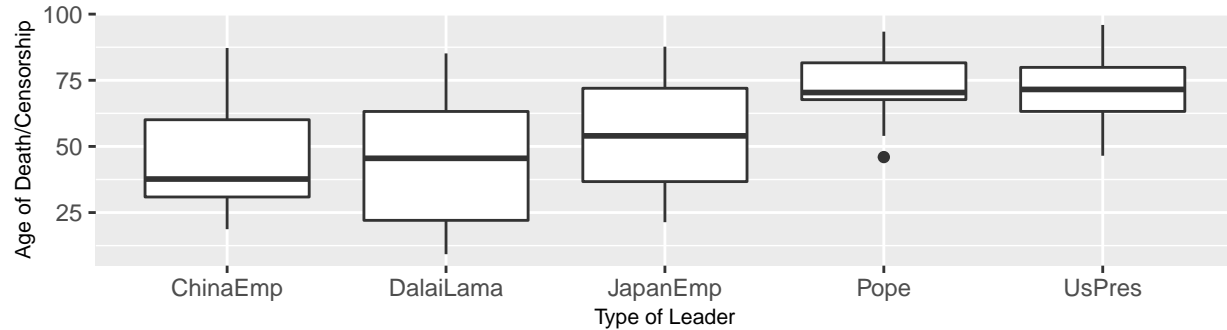 100
75
50
25
Age of Death/Censorship
ChinaEmp DalaiLama JapanEmp Pope UsPres
Type of Leader